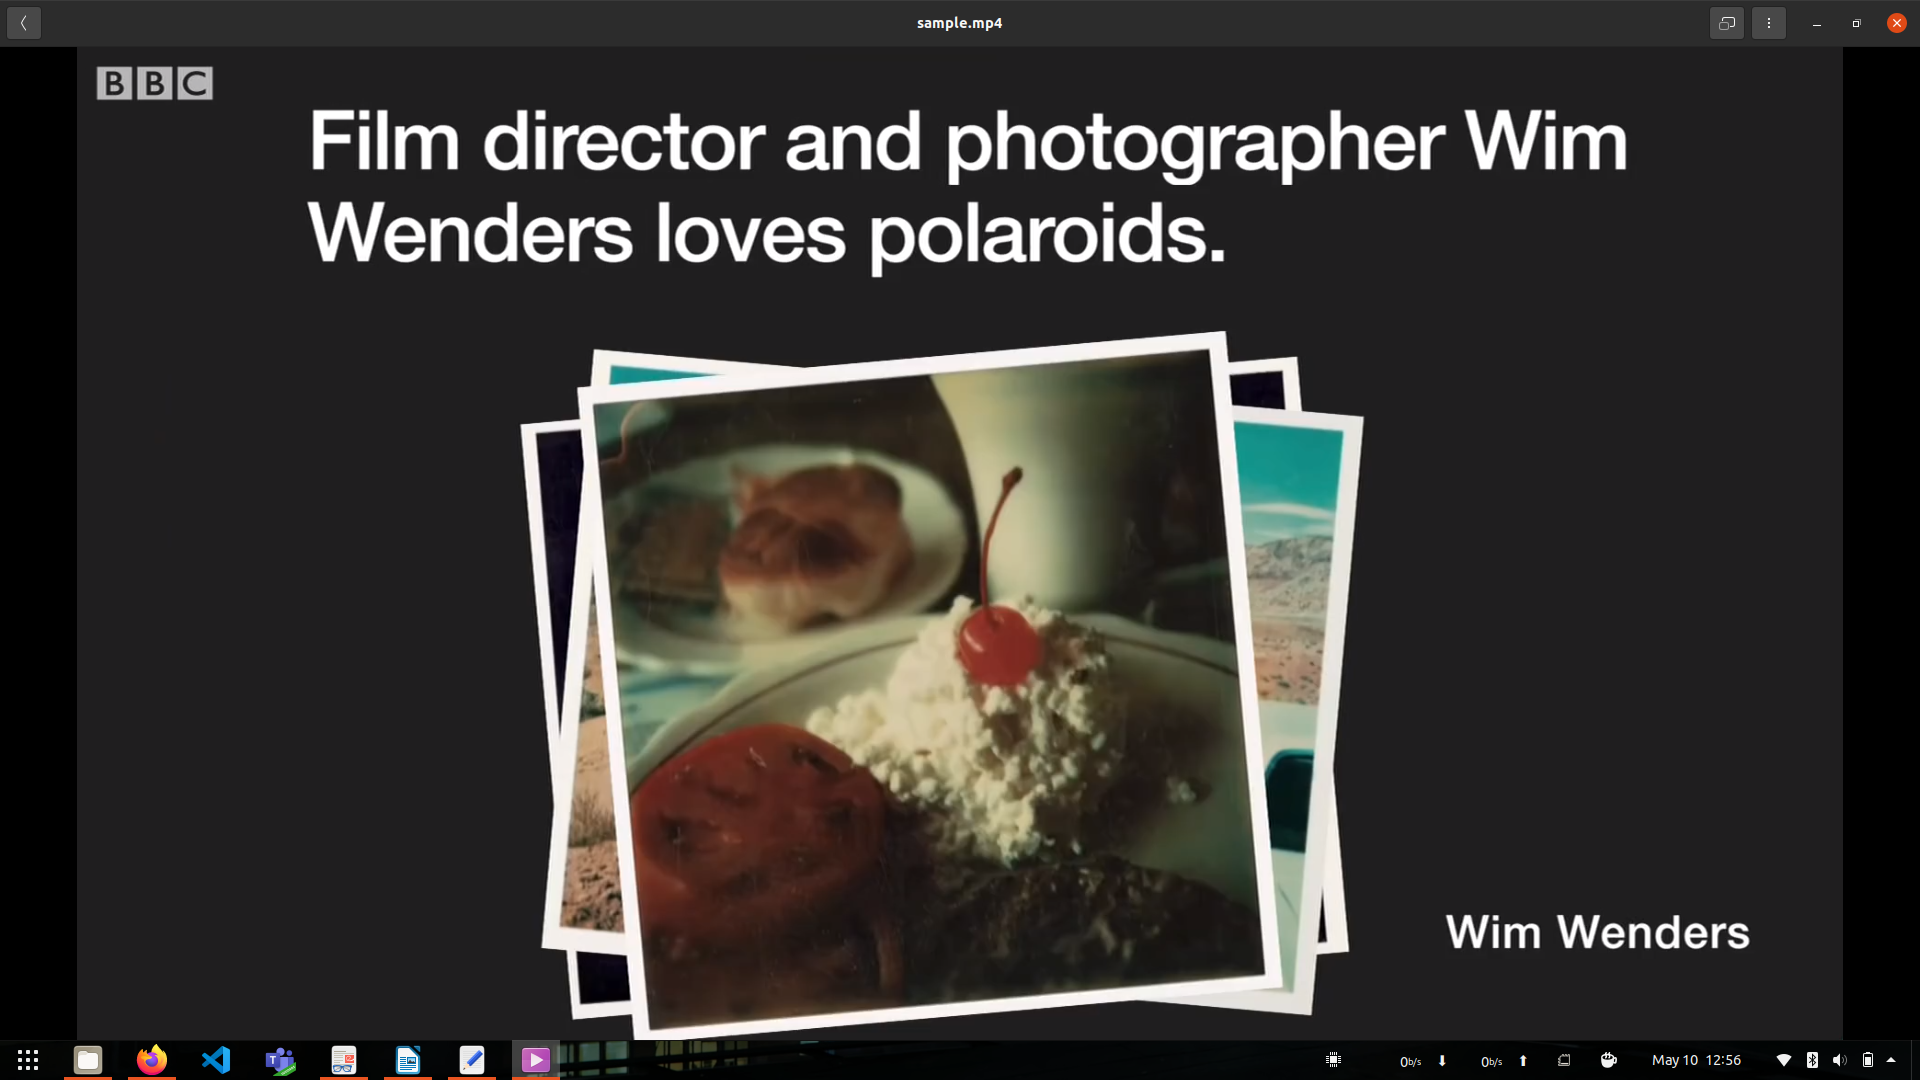 sample.mp4
BBC
Film director and photographer Wim
Wenders loves polaroids.
Wim Wenders
0b/s
0b/s
May 10 12:56